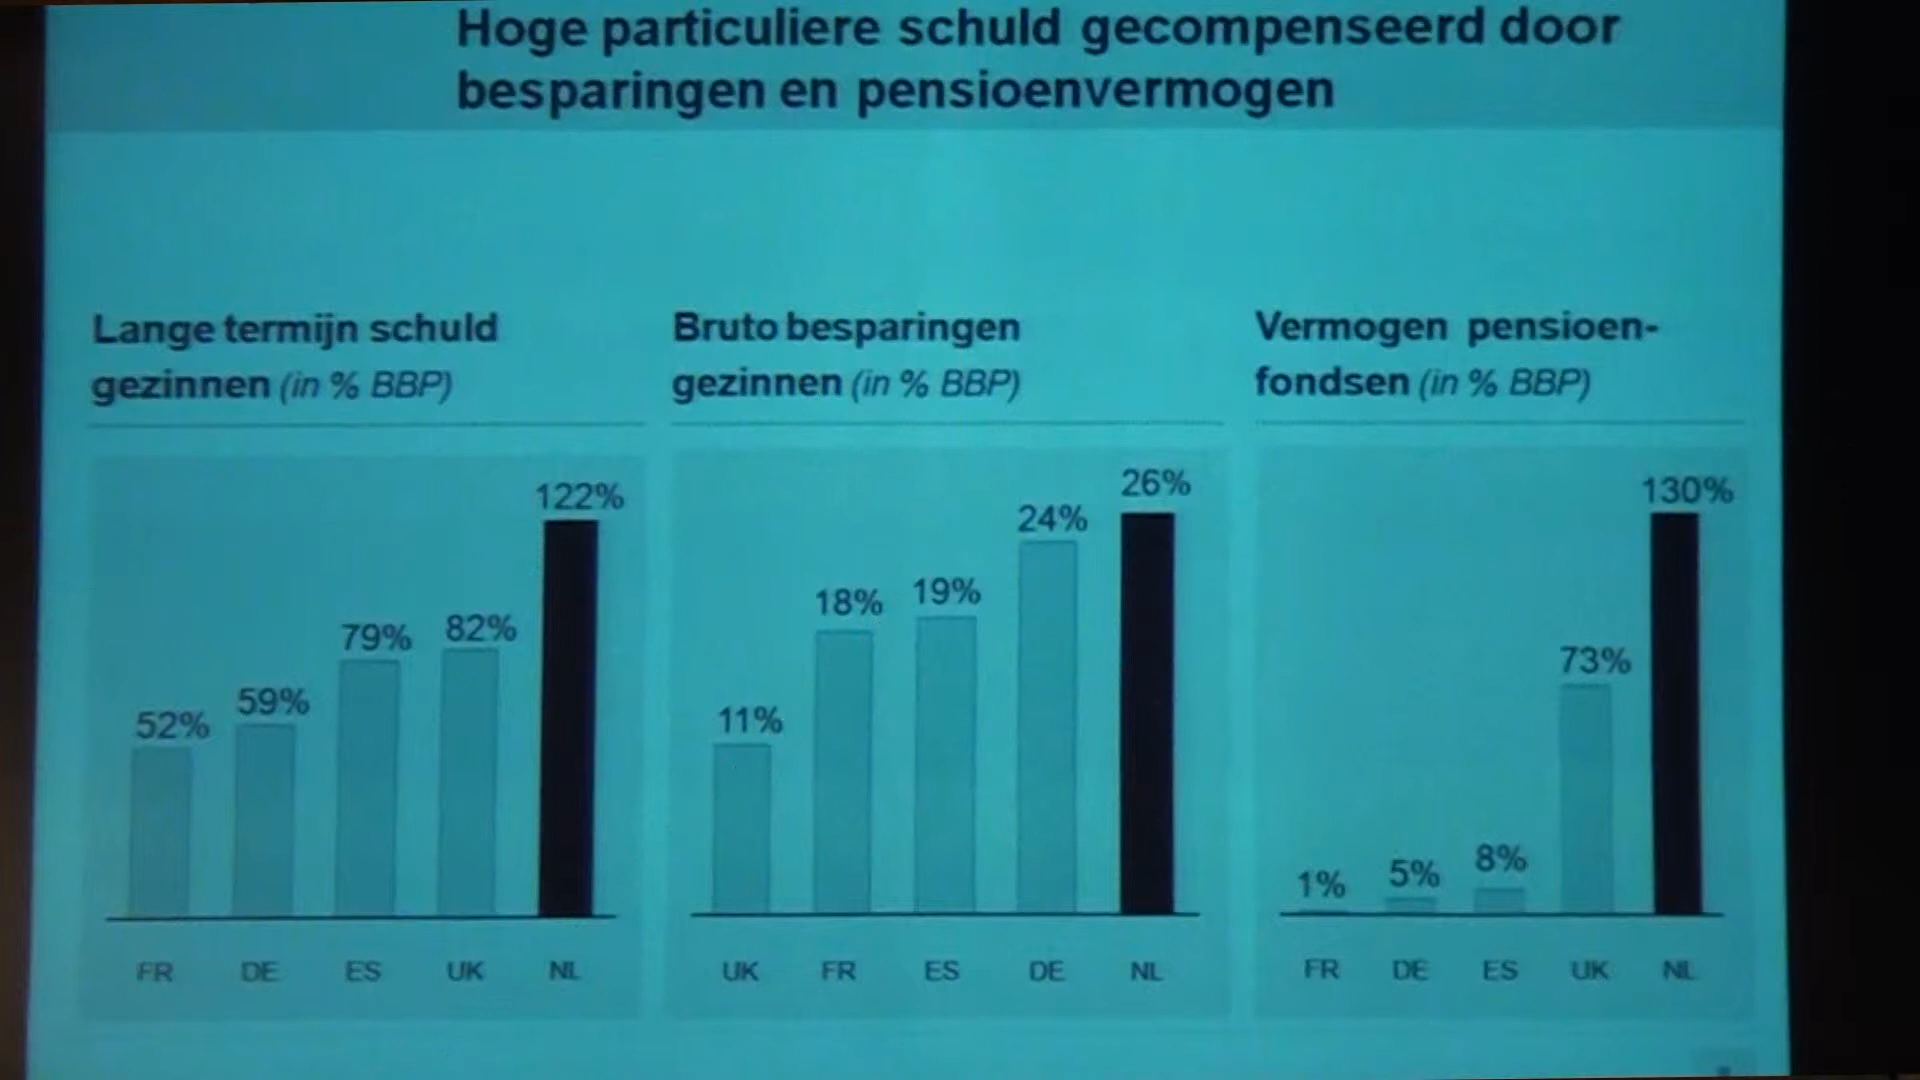 Hoge particuliere schuld gecompenseerd door
besparingen en pensioenvermogen
Lange termijn schuld
gezinnen (in % BBP)
122%
82%
79%
59%
52%
FR DE ES UK NL
Bruto besparingen
gezinnen (in % BBP)
26%
24%
19%
18%
11%
UK FR ES DE NL
Vermogen pensioen-
fondsen (in % BBP)
130%
73%
8%
5%
1%
FR DE ES UK NL